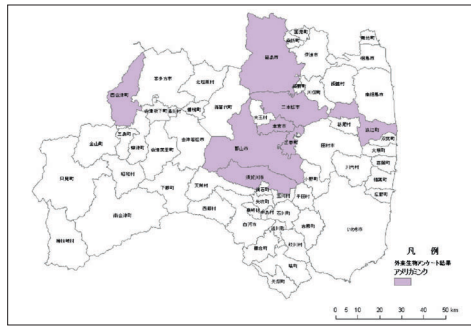 国見町
桑折町
伊達市
新地町
相馬市
福島市
喜多方市
北塩原村
川俣町
飯舘村
南相馬市
西会津町
猪苗代町
二本松市
大玉村
会津坂下町
湯川村
磐梯町
本宮市
葛尾村
浪江町
双葉町
大熊町
三島町
金山町
柳津町
会津美里町
会津若松市
郡山市
三春町
田村市
富岡町
川内村
楢葉町
広野町
只見町
昭和村
須賀川市
小野町
下郷町
天栄村
鏡石町
玉川村
平田村
南会津町
西郷村
矢吹町
泉崎村
中島村
石川町
白河市
古殿町
いわき市
檜枝岐村
浅川町
棚倉町
鮫川村
塙町
矢祭町
凡 例
外来生物アンケート結果
アメリカミンク
0 5 10 20 30 40 50 km